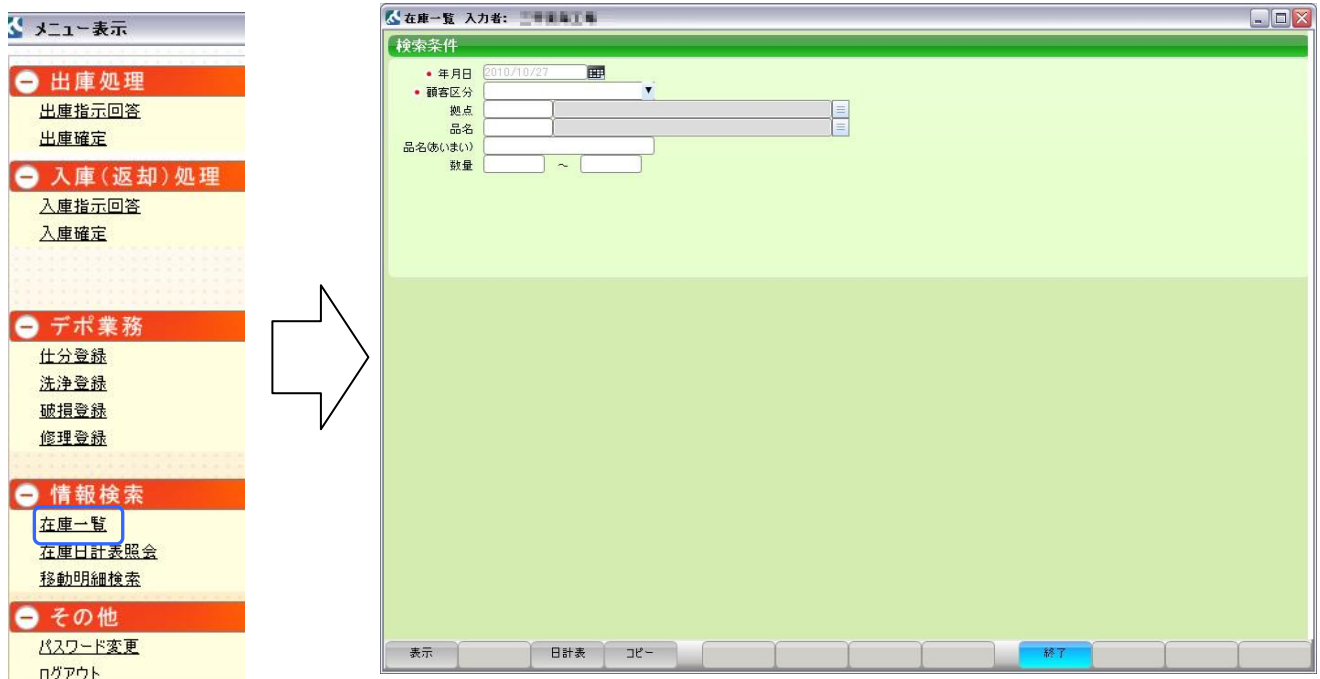 メニュー表示
出庫処理
出庫指示回答
出庫確定
入庫(返却)処理
入庫指示回答
入庫確定
デポ業務
仕分登録
洗浄登録
破損登録
修理登録
情報検索
在庫一覧
在庫日計表照会
移動明細検索
その他
パスワード変更
ログアウト
在庫一覧 入力者:
検索条件
• 年月日 2010/10/27
• 顧客区分
拠点
品名
品名(あいまい)
数量 ～
表示 日計表 コピー 終了